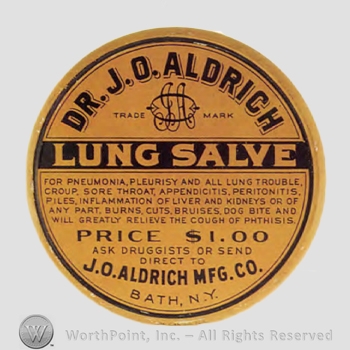 DR. J. O. ALDRICH
TRADE MARK
LUNG SALVE
FOR PNEUMONIA, PLEURISY AND ALL LUNG TROUBLE,
CROUP, SORE THROAT, APPENDICITIS, PERITONITIS,
PILES, INFLAMMATION OF LIVER AND KIDNEYS OR OF
ANY PART, BURNS, CUTS, BRUISES, DOG BITE AND
WILL GREATLY RELIEVE THE COUGH OF PHTHISIS.
PRICE $1.00
ASK DRUGGISTS OR SEND
DIRECT TO
J.O. ALDRICH MFG. CO.
BATH, N.Y.
W WorthPoint, Inc. – All Rights Reserved